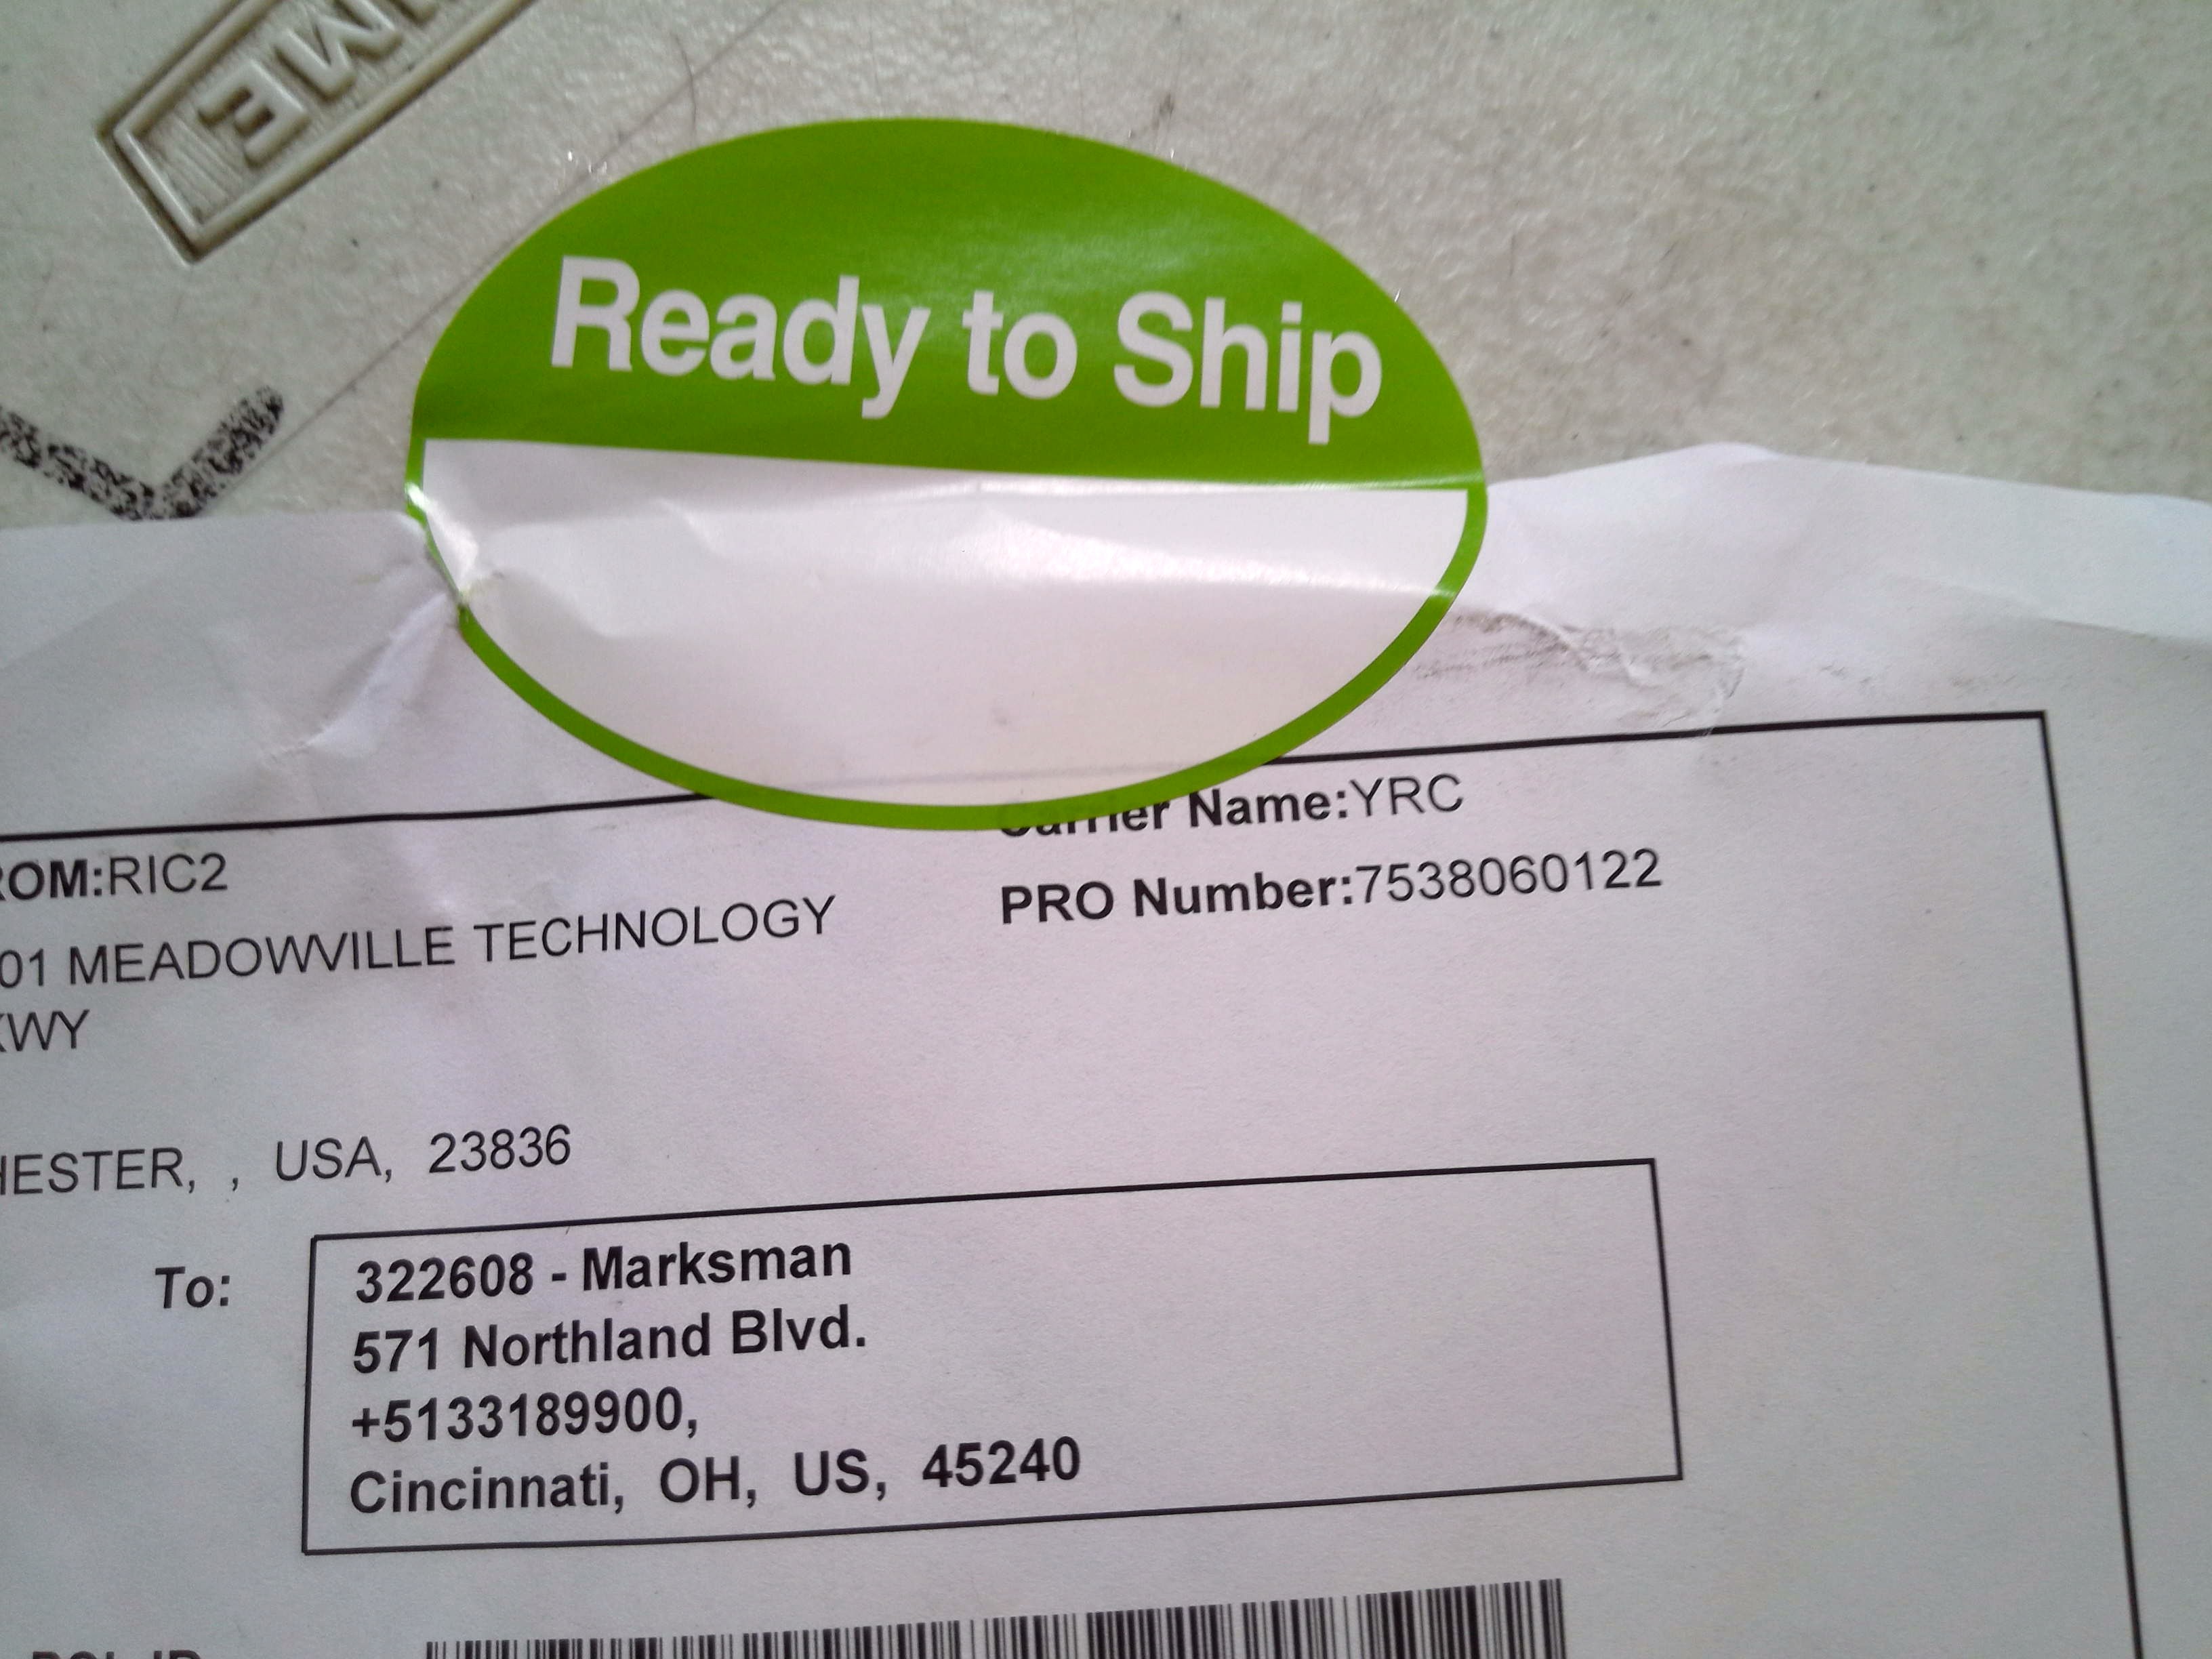 ME
Ready to Ship
Carrier Name:YRC
ROM:RIC2
PRO Number:7538060122
01 MEADOWVILLE TECHNOLOGY
KWY
HESTER, , USA, 23836
To:
322608 - Marksman
571 Northland Blvd.
+5133189900,
Cincinnati, OH, US, 45240